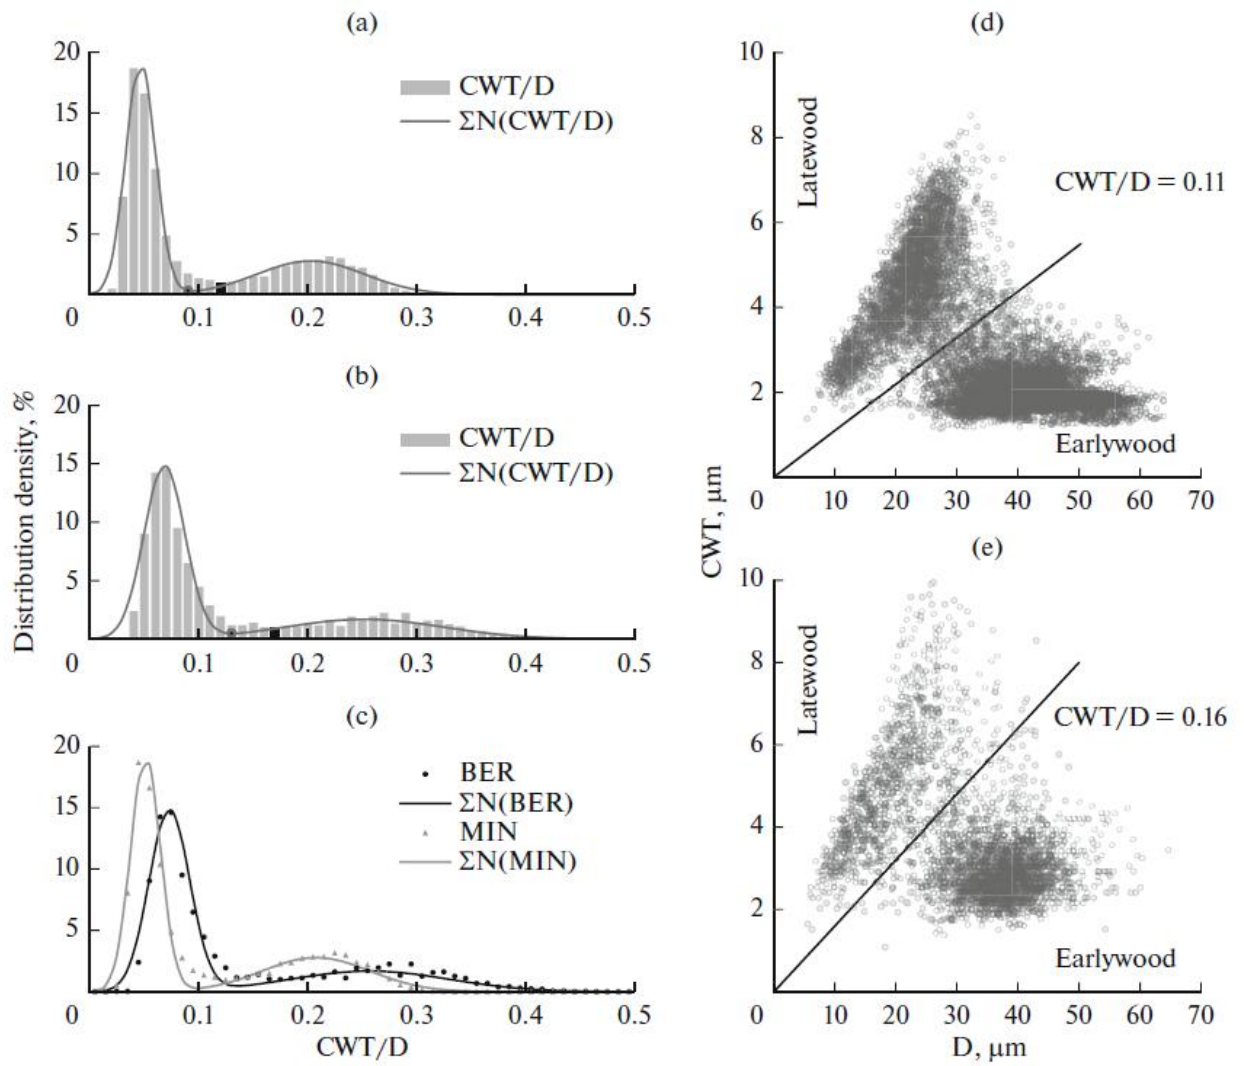 (a)
20
15
10
5
CWT/D
ΣN(CWT/D)
0 0.1 0.2 0.3 0.4 0.5
(b)
20
15
10
5
CWT/D
ΣN(CWT/D)
0 0.1 0.2 0.3 0.4 0.5
Distribution density, %
(c)
20
15
10
5
BER
ΣN(BER)
MIN
ΣN(MIN)
0 0.1 0.2 0.3 0.4 0.5
CWT/D
(d)
10
8
6
4
2
Latewood
CWT/D = 0.11
Earlywood
0 10 20 30 40 50 60 70
CWT, μm
(e)
10
8
6
4
2
Latewood
CWT/D = 0.16
Earlywood
0 10 20 30 40 50 60 70
D, μm